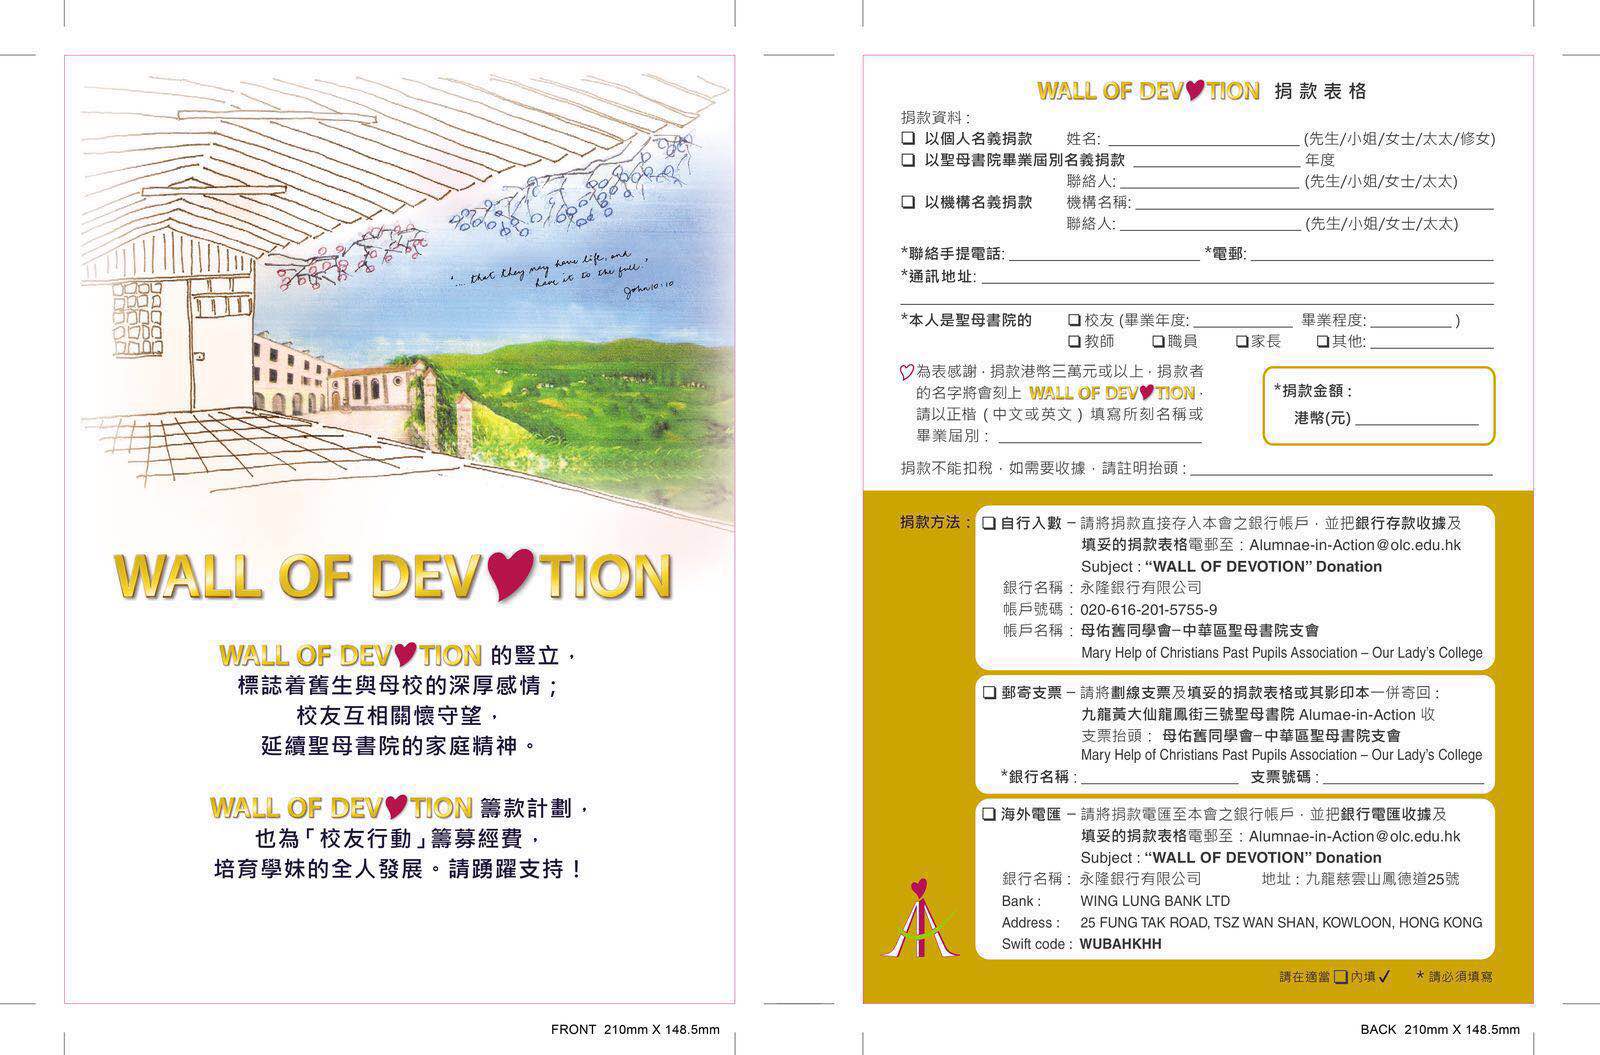 "....that they may have life, and
have it to the full."
John 10:10
WALL OF DEVOTION
WALL OF DEVOTION 的豎立，
標誌着舊生與母校的深厚感情；
校友互相關懷守望，
延續聖母書院的家庭精神。
WALL OF DEVOTION 籌款計劃，
也為「校友行動」籌募經費，
培育學妹的全人發展。請踴躍支持！
FRONT 210mm X 148.5mm
WALL OF DEVOTION 捐款表格
捐款資料：
❑ 以個人名義捐款 姓名: ____ (先生/小姐/女士/太太/修女)
❑ 以聖母書院畢業屆別名義捐款 ____ 年度
聯絡人: ____ (先生/小姐/女士/太太)
❑ 以機構名義捐款 機構名稱: ____
聯絡人: ____ (先生/小姐/女士/太太)
*聯絡手提電話: ____ *電郵: ____
*通訊地址: ____
*本人是聖母書院的 ❑校友 (畢業年度: ____ 畢業程度: ____ )
❑教師 ❑職員 ❑家長 ❑其他: ____
♡為表感謝，捐款港幣三萬元或以上，捐款者
的名字將會刻上 WALL OF DEVOTION，
請以正楷（中文或英文）填寫所刻名稱或
畢業屆別： ____
*捐款金額：
港幣(元) ____
捐款不能扣稅，如需要收據，請註明抬頭： ____
捐款方法：
❑ 自行入數 – 請將捐款直接存入本會之銀行帳戶，並把銀行存款收據及
填妥的捐款表格電郵至：Alumnae-in-Action@olc.edu.hk
Subject : “WALL OF DEVOTION” Donation
銀行名稱：永隆銀行有限公司
帳戶號碼：020-616-201-5755-9
帳戶名稱：母佑舊同學會–中華區聖母書院支會
Mary Help of Christians Past Pupils Association – Our Lady’s College
❑ 郵寄支票 – 請將劃線支票及填妥的捐款表格或其影印本一併寄回：
九龍黃大仙龍鳳街三號聖母書院 Alumae-in-Action 收
支票抬頭： 母佑舊同學會–中華區聖母書院支會
Mary Help of Christians Past Pupils Association – Our Lady’s College
*銀行名稱：____ 支票號碼：____
❑ 海外電匯 – 請將捐款電匯至本會之銀行帳戶，並把銀行電匯收據及
填妥的捐款表格電郵至：Alumnae-in-Action@olc.edu.hk
Subject : “WALL OF DEVOTION” Donation
銀行名稱：永隆銀行有限公司 地址：九龍慈雲山鳳德道25號
Bank : WING LUNG BANK LTD
Address : 25 FUNG TAK ROAD, TSZ WAN SHAN, KOWLOON, HONG KONG
Swift code : WUBAHKHH
請在適當❑內填✓ *請必須填寫
BACK 210mm X 148.5mm